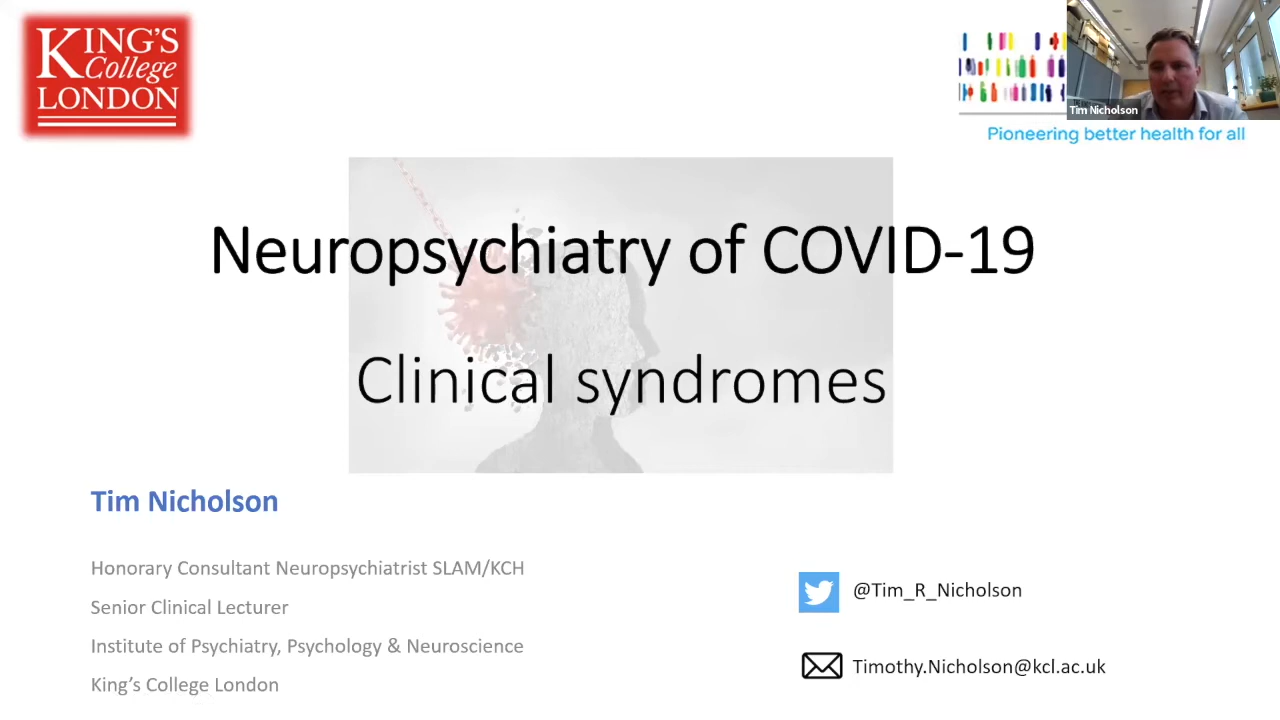 KING'S
College
LONDON
Tim Nicholson
Pioneering better health for all
Neuropsychiatry of COVID-19
Clinical syndromes
Tim Nicholson
Honorary Consultant Neuropsychiatrist SLAM/KCH
Senior Clinical Lecturer
Institute of Psychiatry, Psychology & Neuroscience
King's College London
@Tim_R_Nicholson
Timothy.Nicholson@kcl.ac.uk